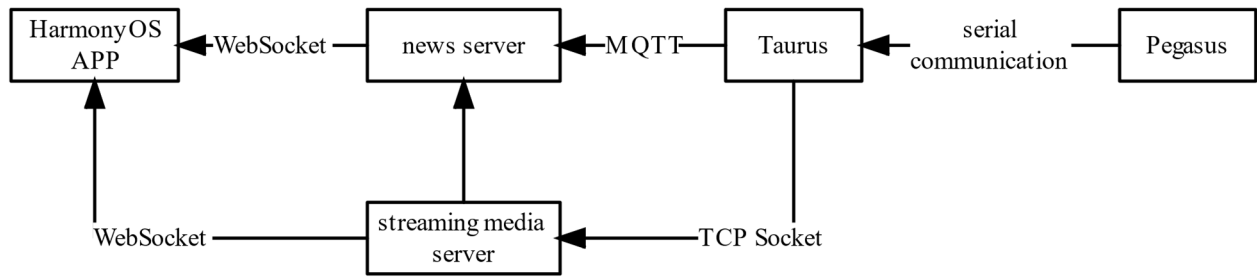 HarmonyOS
APP
WebSocket
news server
MQTT
Taurus
serial
communication
Pegasus
WebSocket
streaming media
server
TCP Socket